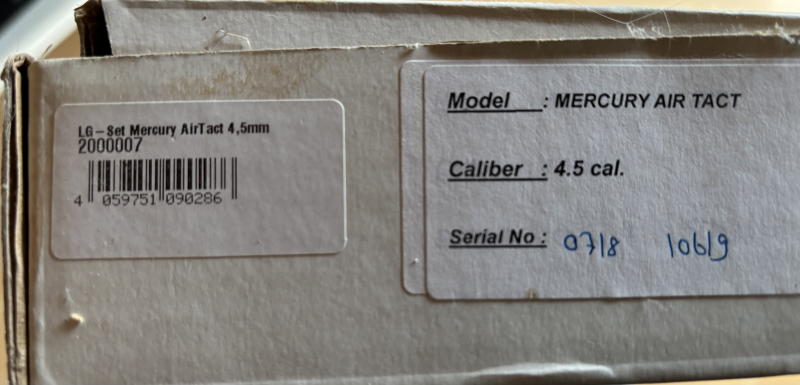 LG-Set Mercury AirTact 4,5mm
2000007
4 059751 090286
Model : MERCURY AIR TACT
Caliber : 4.5 cal.
Serial No : 0718 10619